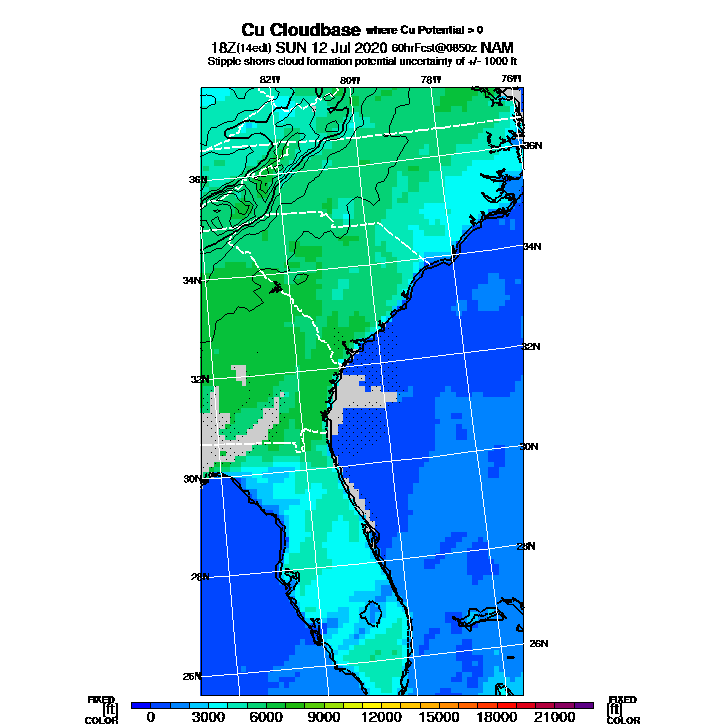 Cu Cloudbase where Cu Potential > 0
18Z(14edt) SUN 12 Jul 2020 60hrFcst@0850z NAM
Stipple shows cloud formation potential uncertainty of +/- 1000 ft
82W 80W 78W 76W
36N
36N
34N
34N
32N
32N
30N
30N
28N
28N
26N
26N
FIXED
[ft]
COLOR
0 3000 6000 9000 12000 15000 18000 21000
FIXED
[ft]
COLOR